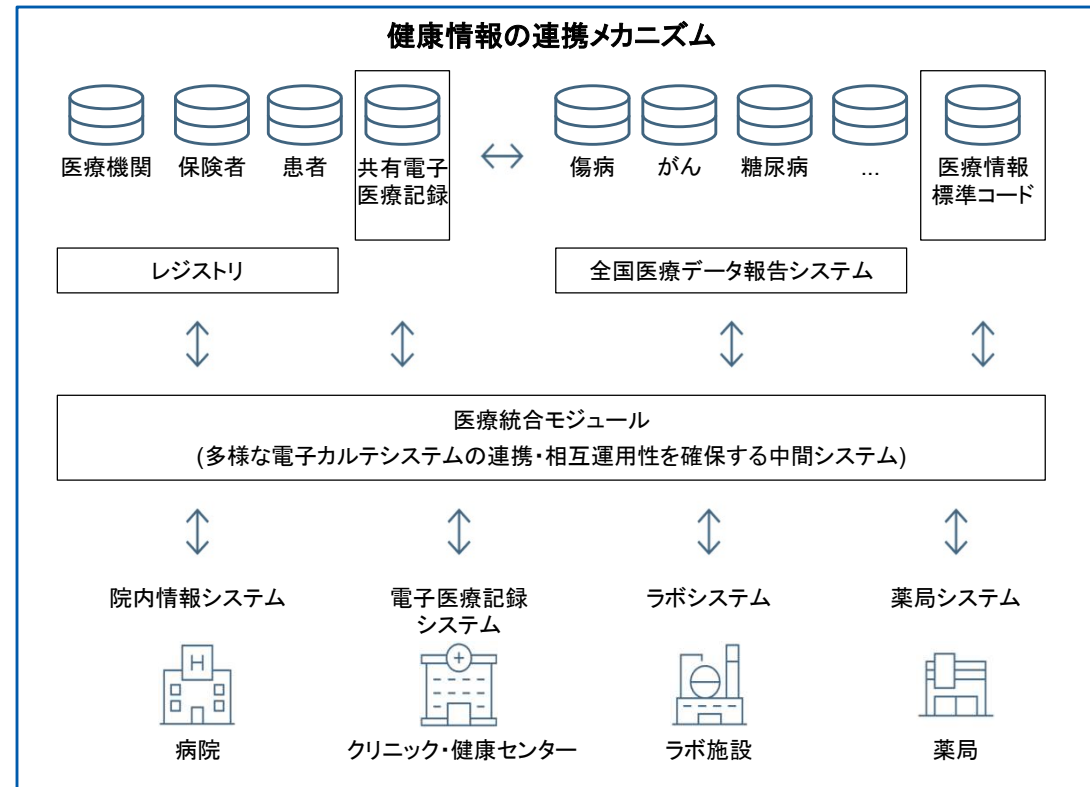 健康情報の連携メカニズム
医療機関
保険者
患者
共有電子
医療記録
傷病
がん
糖尿病
...
医療情報
標準コード
レジストリ
全国医療データ報告システム
医療統合モジュール
(多様な電子カルテシステムの連携・相互運用性を確保する中間システム)
院内情報システム
電子医療記録
システム
ラボシステム
薬局システム
H
病院
クリニック・健康センター
ラボ施設
薬局